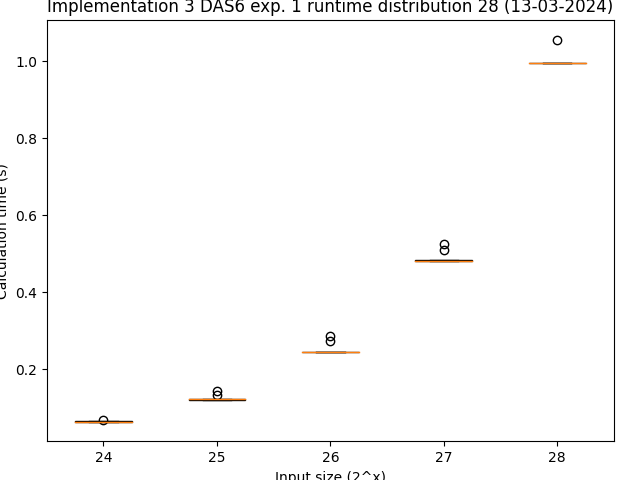 Implementation 3 DAS6 exp. 1 runtime distribution 28 (13-03-2024)
1.0
0.8
0.6
0.4
0.2
Calculation time (s)
24 25 26 27 28
Input size (2^x)